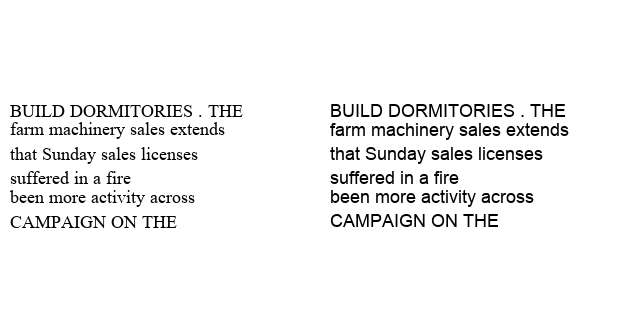 BUILD DORMITORIES . THE
farm machinery sales extends
that Sunday sales licenses
suffered in a fire
been more activity across
CAMPAIGN ON THE
BUILD DORMITORIES . THE
farm machinery sales extends
that Sunday sales licenses
suffered in a fire
been more activity across
CAMPAIGN ON THE